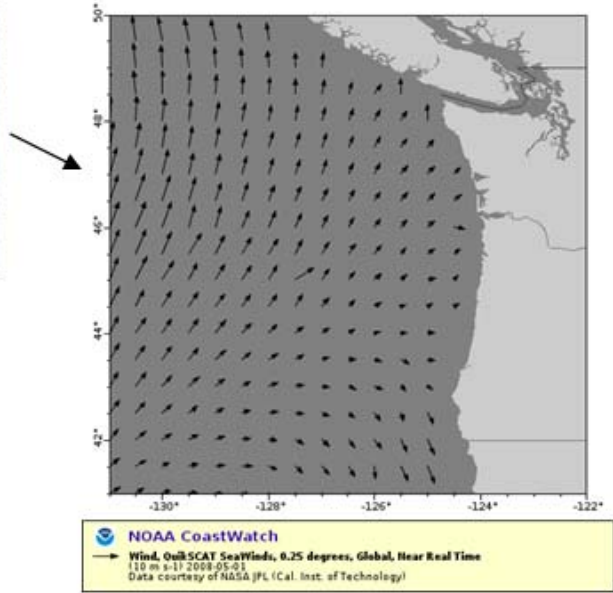 50°
48°
46°
44°
42°
-130°
-128°
-126°
-124°
-122°
NOAA CoastWatch
Wind, QuikSCAT SeaWinds, 0.25 degrees, Global, Near Real Time
(10 m s-1) 2008-05-01
Data courtesy of NASA JPL (Cal. Inst. of Technology)